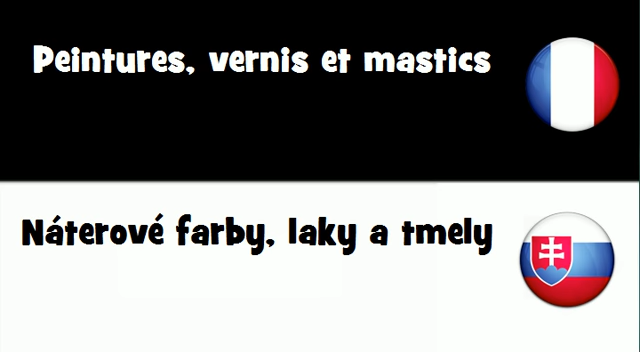 Peintures, vernis et mastics
Náterové farby, laky a tmely